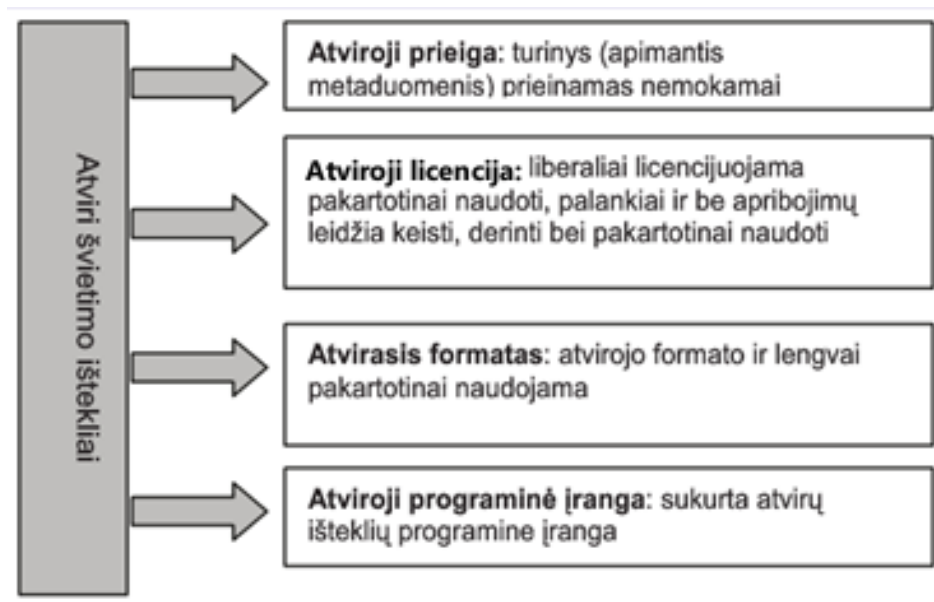 Atviri švietimo ištekliai
Atviroji prieiga: turinys (apimantis
metaduomenis) prieinamas nemokamai
Atviroji licencija: liberaliai licencijuojama
pakartotinai naudoti, palankiai ir be apribojimų
leidžia keisti, derinti bei pakartotinai naudoti
Atvirasis formatas: atvirojo formato ir lengvai
pakartotinai naudojama
Atviroji programinė įranga: sukurta atvirų
išteklių programine įranga